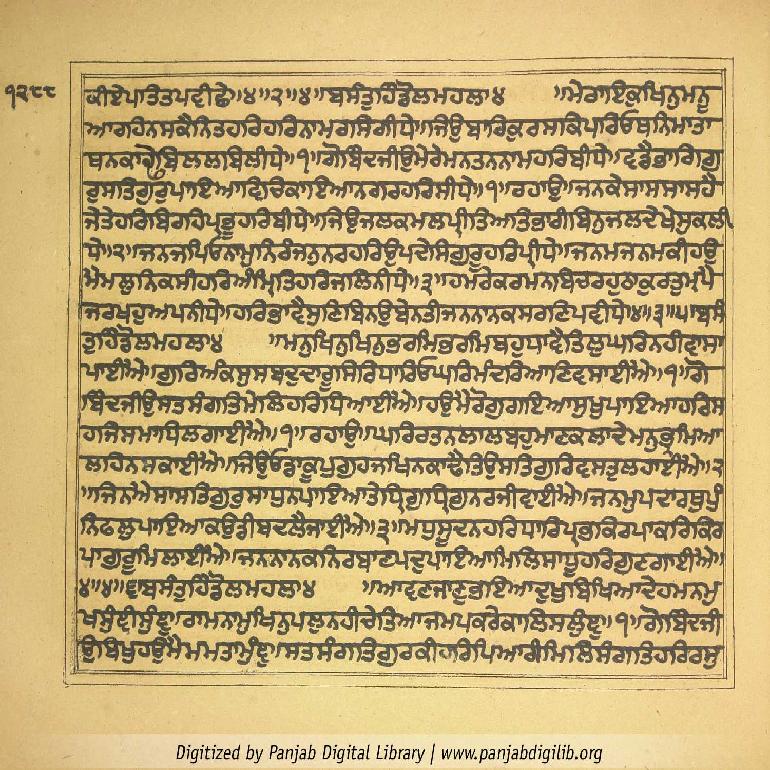 ੧੨੮੮
ਕੀਏਪਾਤਿਤਪਵੀਛੇ॥੪॥੨॥੪॥ਬਸੰਤੁਹਿੰਡੋਲਮਹਲਾ੪ ॥ਮੇਰਾਇਕੁਖਿਨੁਮਨੂ
ਆਰਹਿਨਸਕੈਨਿਤਹਰਿਹਰਿਨਾਮਰਸਿਗੀਧੇ॥ਜਿਉਬਾਰਿਕੁਰਸਕਿਪਰਿਓਥਨਿਮਾਤਾ
ਥਨਕਾਢੇਬਿਲਲਬਿਲੀਧੇ॥੧॥ਗੋਬਿੰਦਜੀਉਮੇਰੇਮਨਤਨਨਾਮਹਰਿਬੀਧੇ॥ਵਡੈਭਾਗਿਗੁ
ਰੁਸਤਿਗੁਰੁਪਾਇਆਵਿਚਿਕਾਇਆਨਗਰਹਰਿਸੀਧੇ॥੧॥ਰਹਾਉ॥ਜਨਕੇਸਾਸਸਾਸਹੈ
ਜੇਤੇਹਰਿਬਿਰਹਿਪ੍ਰਭੂਹਰਿਬੀਧੇ॥ਜਿਉਜਲਕਮਲਪ੍ਰੀਤਿਅਤਿਭਾਰੀਬਿਨੁਜਲਦੇਖੇਸੁਕਲੀ
ਧੇ॥੨॥ਜਨਜਪਿਓਨਾਮੁਨਿਰੰਜਨੁਨਰਹਰਿਉਪਦੇਸਿਗੁਰੂਹਰਿਪ੍ਰੀਧੇ॥ਜਨਮਜਨਮਕੀਹਉ
ਮੈਮਲੁਨਿਕਸੀਹਰਿਅੰਮ੍ਰਿਤਿਹਰਿਜਲਿਨੀਧੇ॥੩॥ਹਮਰੇਕਰਮਨਬਿਚਰਹੁਠਾਕੁਰਤੁਮ੍ਹਪੈ
ਜਰਖਹੁਅਪਨੀਧੇ॥ਹਰਿਭਾਵੈਸੁਣਿਬਿਨਉਬੇਨਤੀਜਨਨਾਨਕਸਰਣਿਪਵੀਧੇ॥੪॥੩॥੫॥ਬਸੰ
ਤੁਹਿੰਡੋਲਮਹਲਾ੪ ॥ਮਨੁਖਿਨੁਖਿਨੁਭਰਮਿਭਰਮਿਬਹੁਧਾਵੈਤਿਲੁਘਰਿਨਹੀਵਾਸਾ
ਪਾਈਐ॥ਗੁਰਿਅੰਕਸੁਸਬਦੁਦਾਰੂਸਿਰਿਧਾਰਿਓਘਰਿਮੰਦਰਿਆਣਿਵਸਾਈਐ॥੧॥ਗੋ
ਬਿੰਦਜੀਉਸਤਸੰਗਤਿਮੇਲਿਹਰਿਧਿਆਈਐ॥ਹਉਮੈਰੋਗੁਗਇਆਸੁਖੁਪਾਇਆਹਰਿਸ
ਹਜਿਸਮਾਧਿਲਗਾਈਐ॥੧॥ਰਹਾਉ॥ਘਰਿਰਤਨਲਾਲਬਹੁਮਾਣਕਲਾਦੇਮਨੁਭ੍ਰਮਿਆ
ਲਹਿਨਸਕਾਈਐ॥ਜਿਉਓਡਾਕੂਪੁਗੁਹਜਖਿਨਕਾਢੈਤਿਉਸਤਿਗੁਰਿਵਸਤੁਲਹਾਈਐ॥੨
॥ਜਿਨਐਸਾਸਤਿਗੁਰੁਸਾਧੁਨਪਾਇਆਤੇਧ੍ਰਿਗੁਧ੍ਰਿਗੁਨਰਜੀਵਾਈਐ॥ਜਨਮੁਪਦਾਰਥੁਪੁੰ
ਨਿਫਲੁਪਾਇਆਕਉਡੀਬਦਲੈਜਾਈਐ॥੩॥ਮਧੁਸੂਦਨਹਰਿਧਾਰਿਪ੍ਰਭਕਿਰਪਾਕਰਿਕਿਰ
ਪਾਗੁਰੂਮਿਲਾਈਐ॥ਜਨਨਾਨਕਨਿਰਬਾਣਪਦੁਪਾਇਆਮਿਲਿਸਾਧੂਹਰਿਗੁਣਗਾਈਐ॥
੪॥੪॥੬॥ਬਸੰਤੁਹਿੰਡੋਲਮਹਲਾ੪ ॥ਆਵਣਜਾਣੁਭਇਆਦੁਖੁਬਿਖਿਆਦੇਹਮਨਮੁ
ਖਸੁੰਞੀਸੁੰਞੁ॥ਰਾਮਨਾਮੁਖਿਨੁਪਲੁਨਹੀਚੇਤਿਆਜਮਪਕਰੇਕਾਲਿਸਲੁੰਞੁ॥੧॥ਗੋਬਿੰਦਜੀ
ਉਬਿਖੁਹਉਮੈਮਮਤਾਮੁੰਞੁ॥ਸਤਸੰਗਤਿਗੁਰਕੀਹਰਿਪਿਆਰੀਮਿਲਿਸੰਗਤਿਹਰਿਰਸੁ
Digitized by Panjab Digital Library | www.panjabdigilib.org